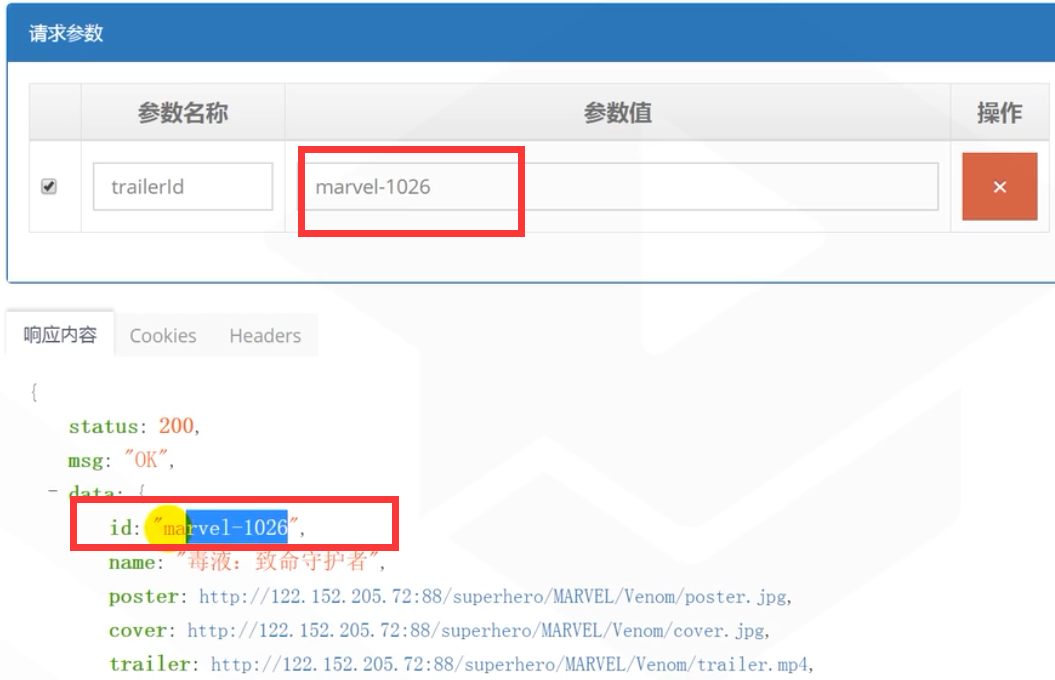 请求参数
参数名称 参数值 操作
trailerId marvel-1026 ×
响应内容 Cookies Headers
{
status: 200,
msg: "OK",
− data: {
id: "marvel-1026",
name: "毒液：致命守护者",
poster: http://122.152.205.72:88/superhero/MARVEL/Venom/poster.jpg,
cover: http://122.152.205.72:88/superhero/MARVEL/Venom/cover.jpg,
trailer: http://122.152.205.72:88/superhero/MARVEL/Venom/trailer.mp4,